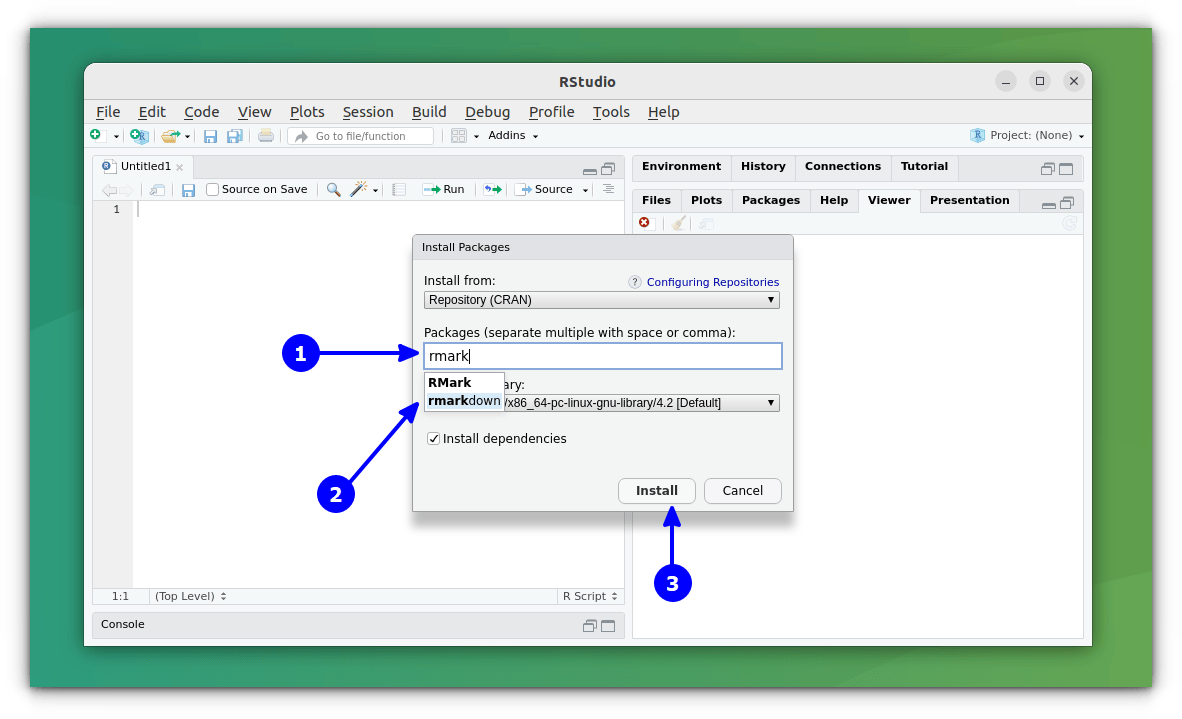 RStudio
File Edit Code View Plots Session Build Debug Profile Tools Help
Go to file/function Addins Project: (None)
Untitled1
Source on Save Run Source
1
Environment History Connections Tutorial
Files Plots Packages Help Viewer Presentation
Install Packages
Install from: ? Configuring Repositories
Repository (CRAN)
Packages (separate multiple with space or comma):
1 rmark
RMark
rmarkdown
ary:
/x86_64-pc-linux-gnu-library/4.2 [Default]
Install dependencies
2
Install Cancel
3
1:1 (Top Level) R Script
Console